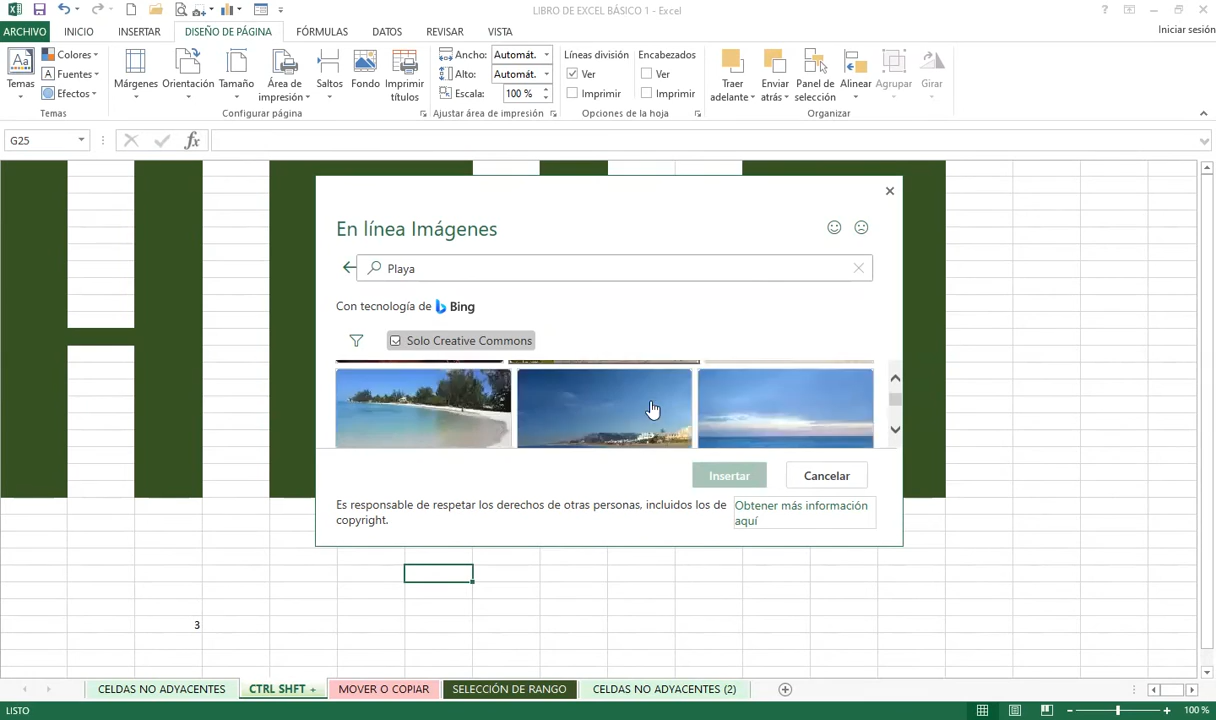 LIBRO DE EXCEL BÁSICO 1 - Excel
?
ARCHIVO INICIO INSERTAR DISEÑO DE PÁGINA FÓRMULAS DATOS REVISAR VISTA Iniciar sesión
Aa
Temas
Colores
Fuentes
Efectos
Temas
Márgenes
Orientación
Tamaño
Área de impresión
Saltos
Fondo
Imprimir títulos
Configurar página
Ancho: Automát.
Alto: Automát.
Escala: 100 %
Ajustar área de impresión
Líneas división
Ver
Imprimir
Encabezados
Ver
Imprimir
Opciones de la hoja
Traer adelante
Enviar atrás
Panel de selección
Alinear
Agrupar
Girar
Organizar
G25
fx
En línea Imágenes
Playa
Con tecnología de Bing
Solo Creative Commons
Insertar Cancelar
Es responsable de respetar los derechos de otras personas, incluidos los de
copyright.
Obtener más información
aquí
3
CELDAS NO ADYACENTES CTRL SHFT + MOVER O COPIAR SELECCIÓN DE RANGO CELDAS NO ADYACENTES (2)
LISTO
100 %